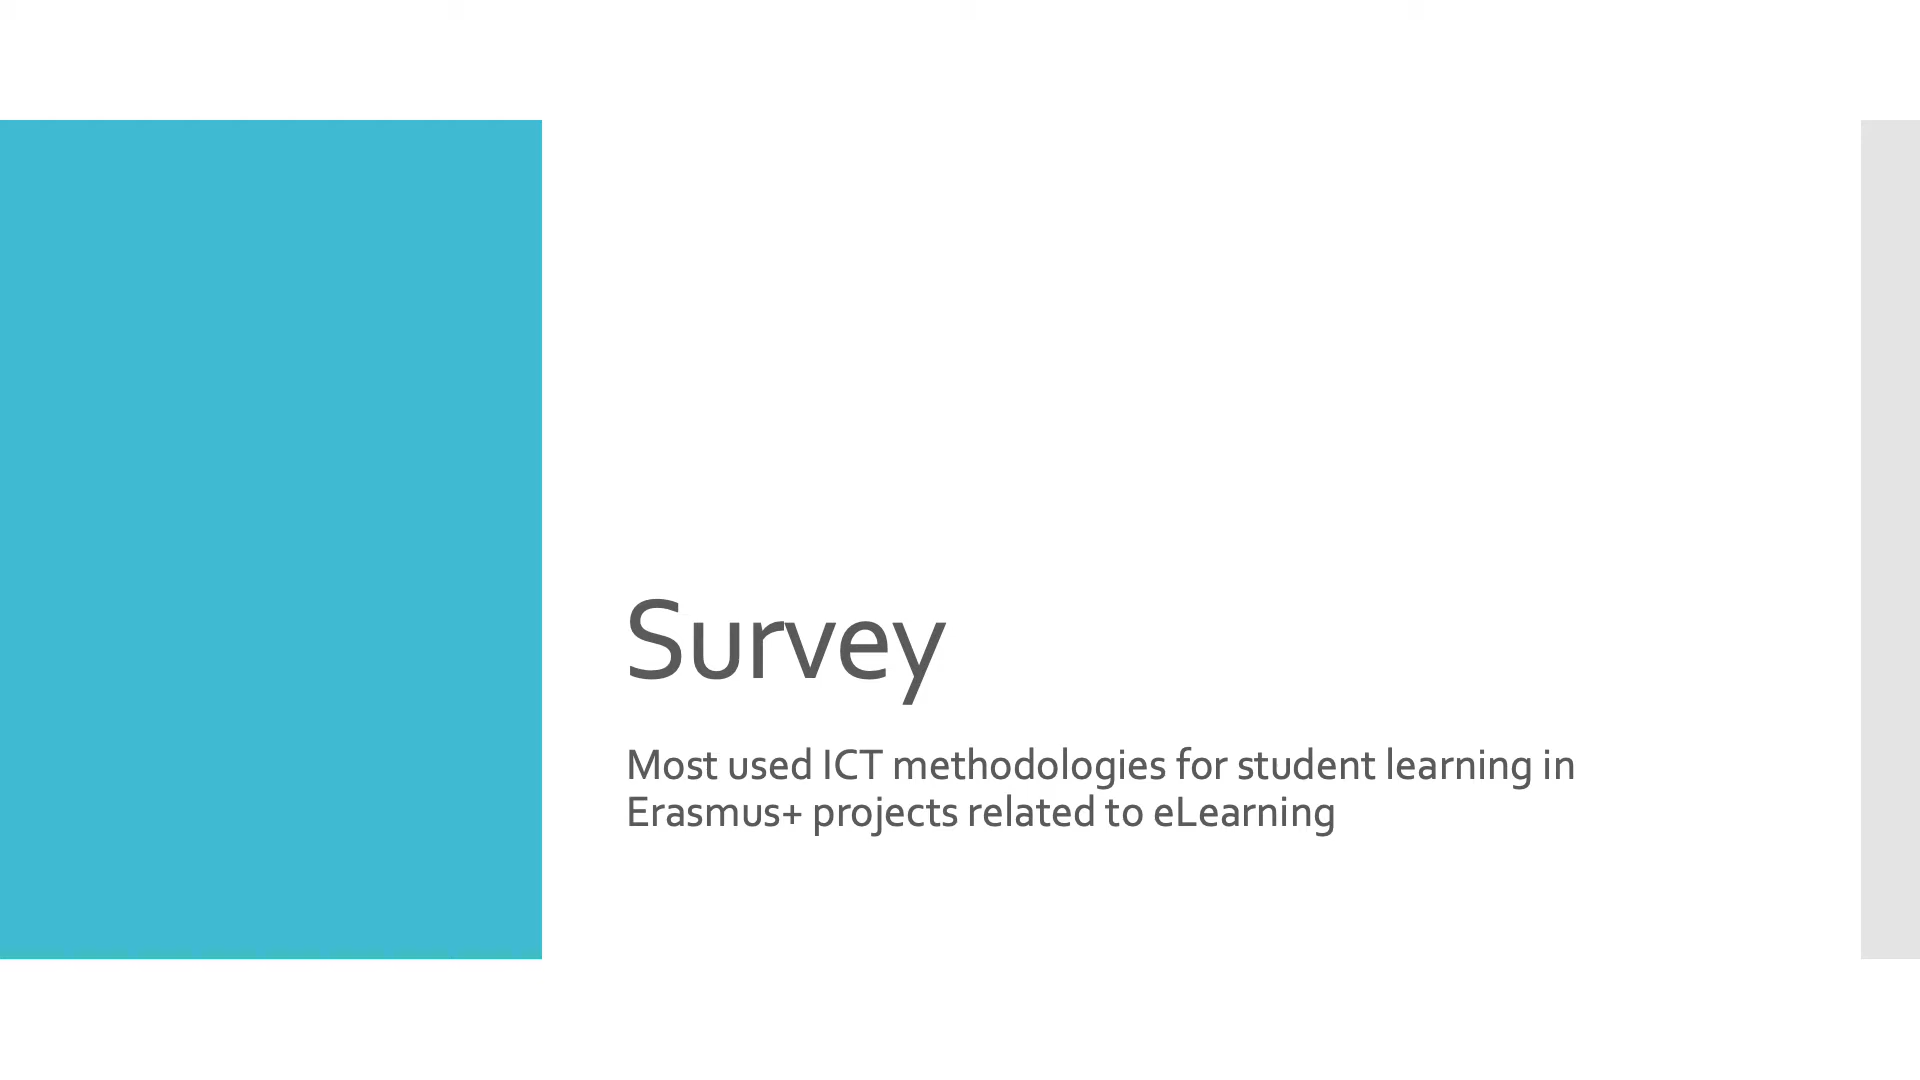 Survey
Most used ICT methodologies for student learning in
Erasmus+ projects related to eLearning